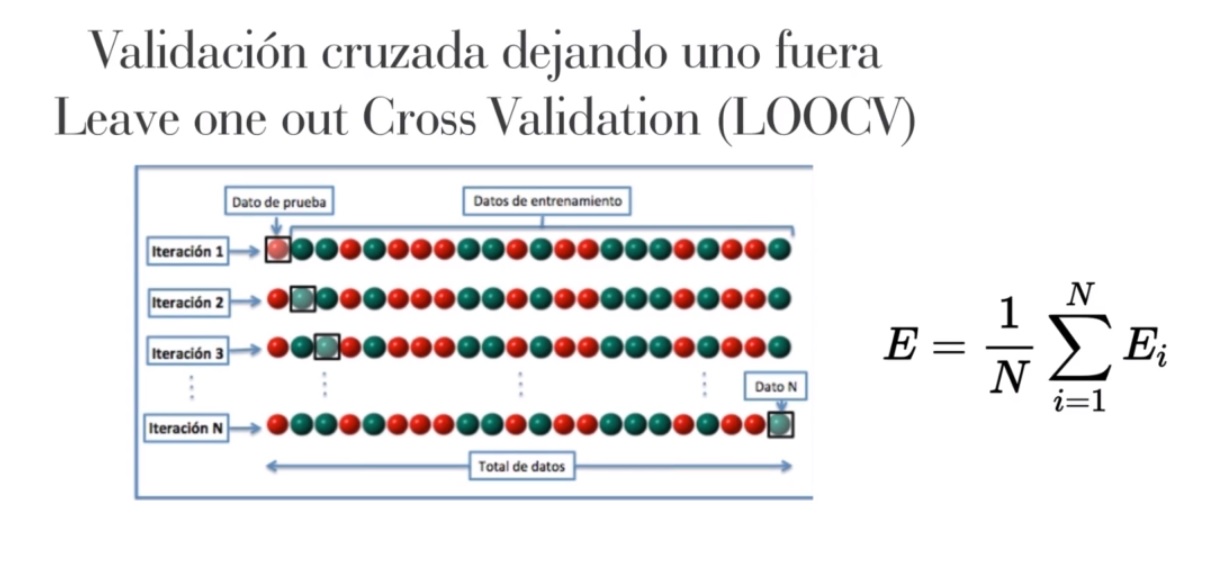 Validación cruzada dejando uno fuera
Leave one out Cross Validation (LOOCV)
Dato de prueba
Datos de entrenamiento
Iteración 1
Iteración 2
Iteración 3
Dato N
Iteración N
Total de datos
E = \frac{1}{N} \sum_{i=1}^{N} E_i